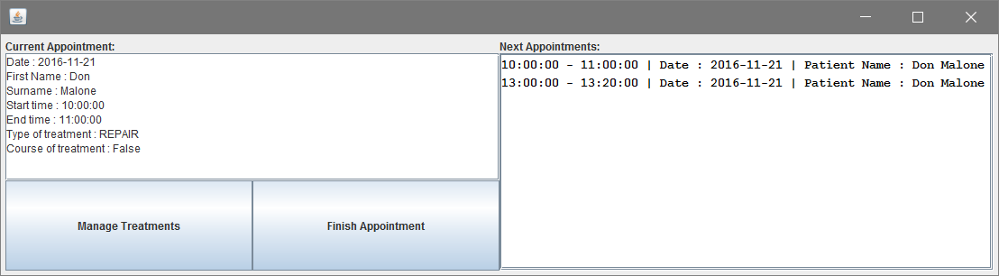 Current Appointment:
Date : 2016-11-21
First Name : Don
Surname : Malone
Start time : 10:00:00
End time : 11:00:00
Type of treatment : REPAIR
Course of treatment : False
Manage Treatments
Finish Appointment
Next Appointments:
10:00:00 - 11:00:00 | Date : 2016-11-21 | Patient Name : Don Malone
13:00:00 - 13:20:00 | Date : 2016-11-21 | Patient Name : Don Malone